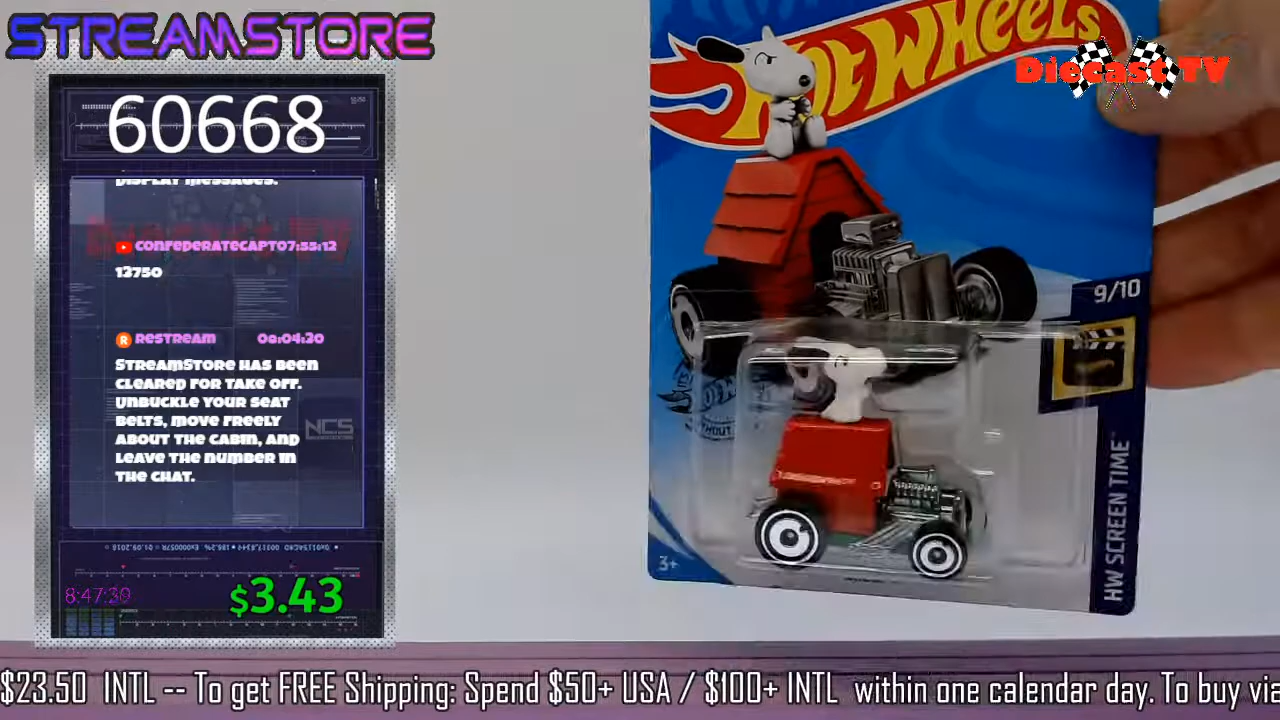 STREAMSTORE
60668
DISPLAY MESSAGES.
CONFEDERATECAPT07:55:12
13750
R RESTREAM 08:04:20
STREAMSTORE HAS BEEN
CLEARED FOR TAKE OFF.
UNBUCKLE YOUR SEAT
BELTS, MOVE FREELY
ABOUT THE CABIN, AND
LEAVE THE NUMBER IN
THE CHAT.
NCS
8:47:39
$3.43
HOT WHEELS
Diecast TV
9/10
HW SCREEN TIME
3+
$23.50 INTL -- To get FREE Shipping: Spend $50+ USA / $100+ INTL within one calendar day. To buy via